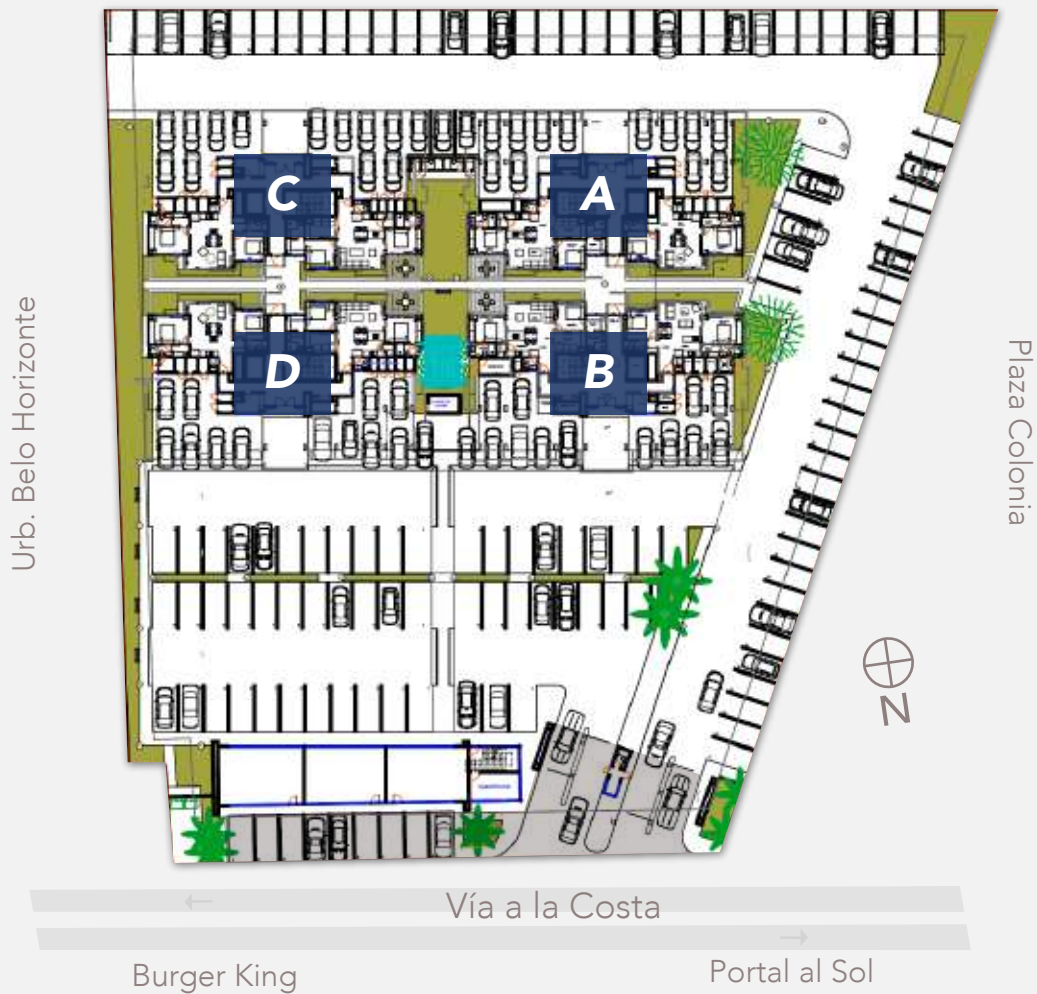 C
A
D
B
Urb. Belo Horizonte
Plaza Colonia
N
Vía a la Costa
Burger King
Portal al Sol